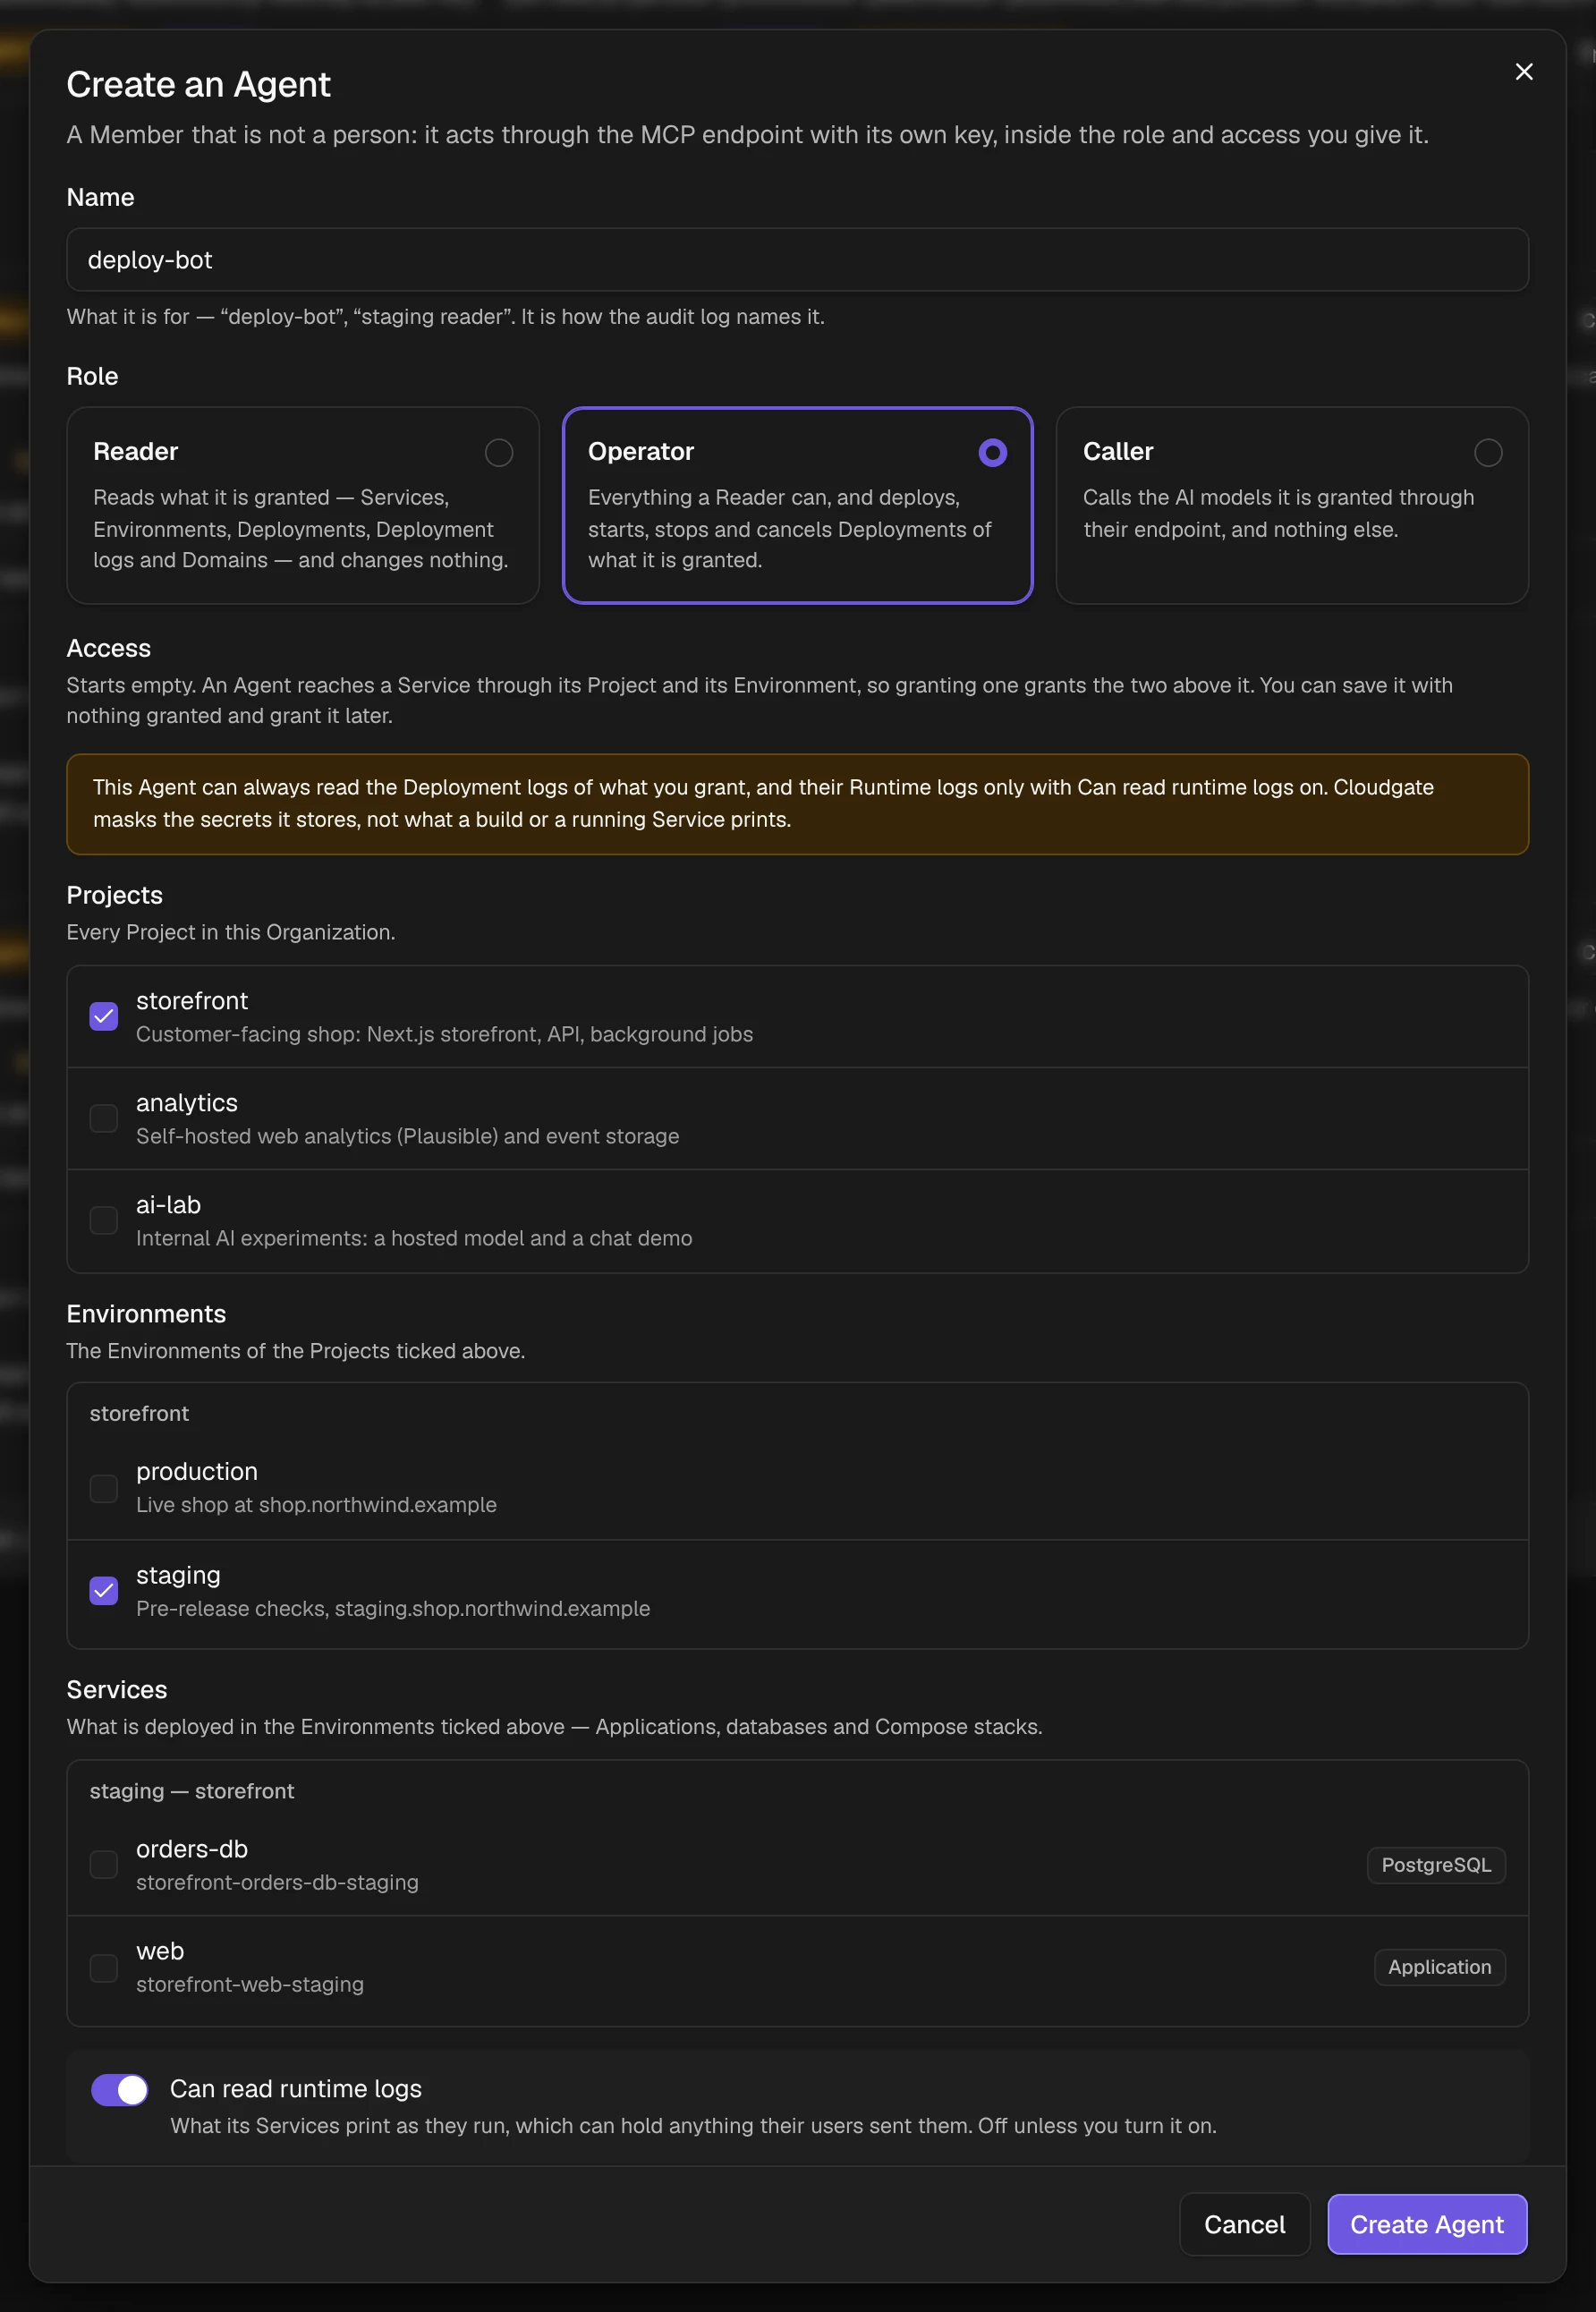 Create an Agent
A Member that is not a person: it acts through the MCP endpoint with its own key, inside the role and access you give it.
Name
deploy-bot
What it is for — “deploy-bot”, “staging reader”. It is how the audit log names it.
Role
Reader
Reads what it is granted — Services,
Environments, Deployments, Deployment
logs and Domains — and changes nothing.
Operator
Everything a Reader can, and deploys,
starts, stops and cancels Deployments of
what it is granted.
Caller
Calls the AI models it is granted through
their endpoint, and nothing else.
Access
Starts empty. An Agent reaches a Service through its Project and its Environment, so granting one grants the two above it. You can save it with
nothing granted and grant it later.
This Agent can always read the Deployment logs of what you grant, and their Runtime logs only with Can read runtime logs on. Cloudgate
masks the secrets it stores, not what a build or a running Service prints.
Projects
Every Project in this Organization.
storefront
Customer-facing shop: Next.js storefront, API, background jobs
analytics
Self-hosted web analytics (Plausible) and event storage
ai-lab
Internal AI experiments: a hosted model and a chat demo
Environments
The Environments of the Projects ticked above.
storefront
production
Live shop at shop.northwind.example
staging
Pre-release checks, staging.shop.northwind.example
Services
What is deployed in the Environments ticked above — Applications, databases and Compose stacks.
staging — storefront
orders-db
storefront-orders-db-staging
PostgreSQL
web
storefront-web-staging
Application
Can read runtime logs
What its Services print as they run, which can hold anything their users sent them. Off unless you turn it on.
Cancel
Create Agent